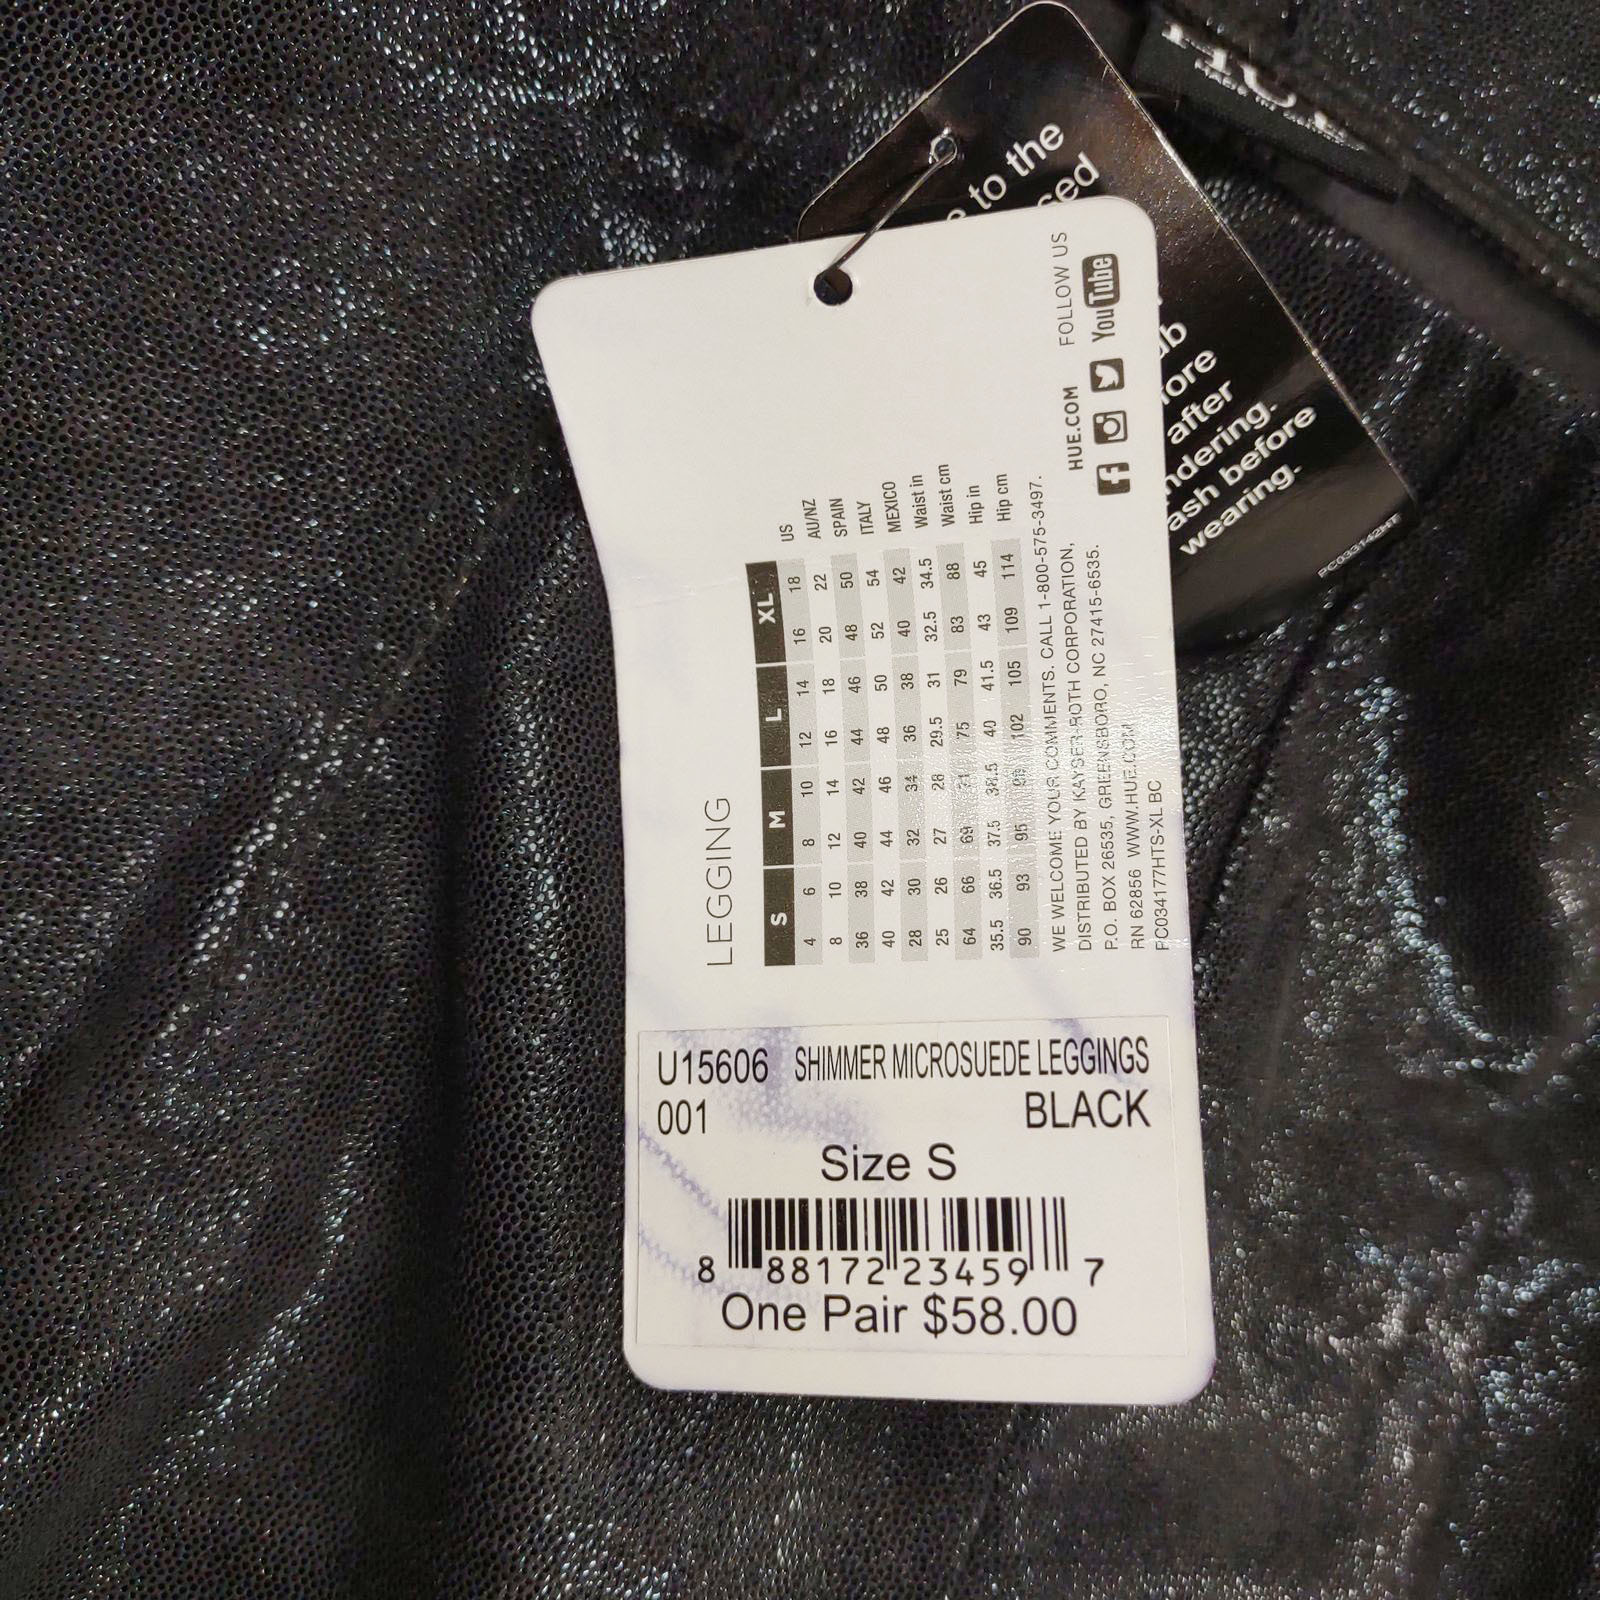 HUE
to the
ced
ore
after
ndering.
ash before
wearing.
PC033142HE
FOLLOW US
YouTube
HUE.COM
LEGGING
S M L XL
4 6 8 10 12 14 16 18 US
8 10 12 14 16 18 20 22 AU/NZ
36 38 40 42 44 46 48 50 SPAIN
40 42 44 46 48 50 52 54 ITALY
28 30 32 34 36 38 40 42 MEXICO
25 26 27 28 29.5 31 32.5 34.5 Waist in
64 66 69 71 75 79 83 88 Waist cm
35.5 36.5 37.5 38.5 40 41.5 43 45 Hip in
90 93 95 98 102 105 109 114 Hip cm
WE WELCOME YOUR COMMENTS. CALL 1-800-575-3497.
DISTRIBUTED BY KAYSER-ROTH CORPORATION,
P.O. BOX 26535, GREENSBORO, NC 27415-6535.
RN 62856 WWW.HUE.COM
PC034177HTS-XL BC
U15606 SHIMMER MICROSUEDE LEGGINGS
001 BLACK
Size S
8 88172 23459 7
One Pair $58.00